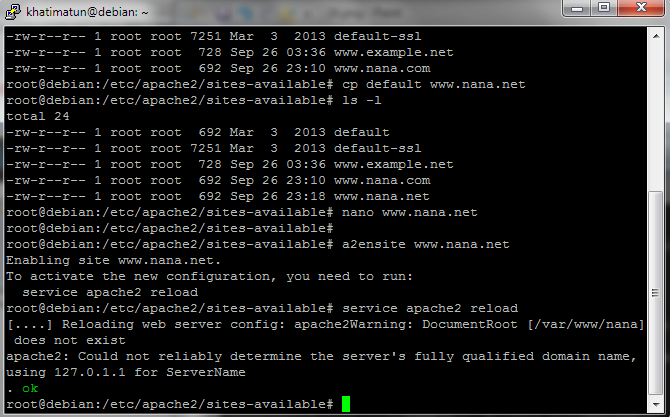 khatimatun@debian: ~
-rw-r--r-- 1 root root 7251 Mar  3  2013 default-ssl
-rw-r--r-- 1 root root  728 Sep 26 03:36 www.example.net
-rw-r--r-- 1 root root  692 Sep 26 23:10 www.nana.com
root@debian:/etc/apache2/sites-available# cp default www.nana.net
root@debian:/etc/apache2/sites-available# ls -l
total 24
-rw-r--r-- 1 root root  692 Mar  3  2013 default
-rw-r--r-- 1 root root 7251 Mar  3  2013 default-ssl
-rw-r--r-- 1 root root  728 Sep 26 03:36 www.example.net
-rw-r--r-- 1 root root  692 Sep 26 23:10 www.nana.com
-rw-r--r-- 1 root root  692 Sep 26 23:18 www.nana.net
root@debian:/etc/apache2/sites-available# nano www.nana.net
root@debian:/etc/apache2/sites-available#
root@debian:/etc/apache2/sites-available# a2ensite www.nana.net
Enabling site www.nana.net.
To activate the new configuration, you need to run:
  service apache2 reload
root@debian:/etc/apache2/sites-available# service apache2 reload
[....] Reloading web server config: apache2Warning: DocumentRoot [/var/www/nana]
 does not exist
apache2: Could not reliably determine the server's fully qualified domain name,
using 127.0.1.1 for ServerName
. ok
root@debian:/etc/apache2/sites-available#